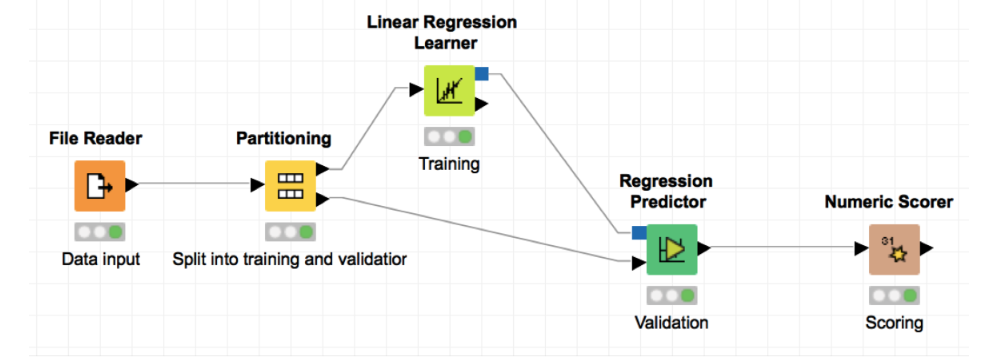 Linear Regression
Learner
Training
File Reader
Data input
Partitioning
Split into training and validatior
Regression
Predictor
Validation
Numeric Scorer
31
Scoring